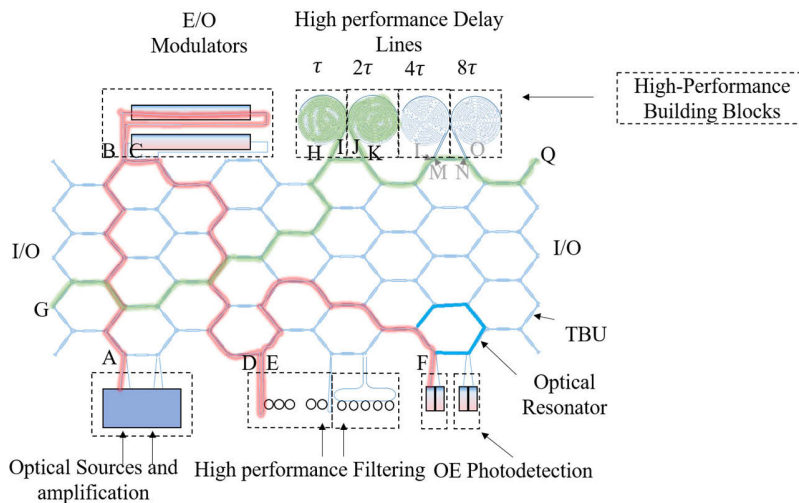 E/O
Modulators
High performance Delay
Lines
τ 2τ 4τ 8τ
High-Performance
Building Blocks
B C
H I J K L M N O Q
I/O
I/O
G
TBU
A
D E
F
Optical
Resonator
Optical Sources and
amplification
High performance Filtering
OE Photodetection